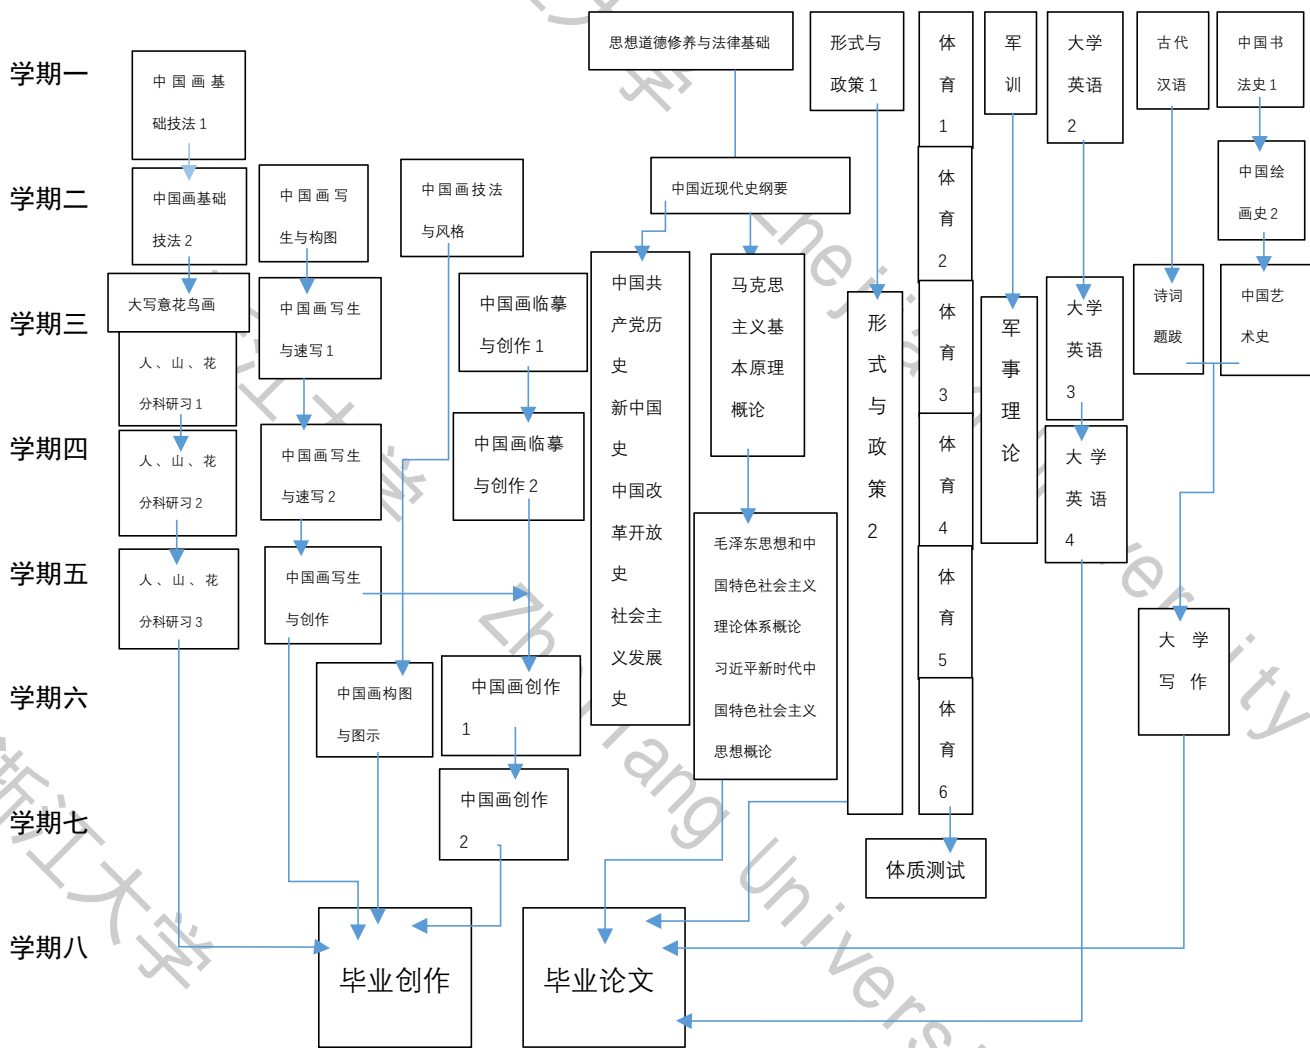 学期一
学期二
学期三
学期四
学期五
学期六
学期七
学期八
中国画基
础技法1
中国画基础
技法2
大写意花鸟画
人、山、花
分科研习1
人、山、花
分科研习2
人、山、花
分科研习3
中国画写
生与构图
中国画写生
与速写1
中国画写生
与速写2
中国画写生
与创作
中国画技法
与风格
中国画构图
与图示
中国画临摹
与创作1
中国画临摹
与创作2
中国画创作
1
中国画创作
2
思想道德修养与法律基础
中国近现代史纲要
中国共
产党历
史
新中国
史
中国改
革开放
史
社会主
义发展
史
马克思
主义基
本原理
概论
毛泽东思想和中
国特色社会主义
理论体系概论
习近平新时代中
国特色社会主义
思想概论
形式与
政策1
形
式
与
政
策
2
体
育
1
体
育
2
体
育
3
体
育
4
体
育
5
体
育
6
体质测试
军
训
军
事
理
论
大学
英语
2
大学
英语
3
大学
英语
4
古代
汉语
诗词
题跋
中国书
法史1
中国绘
画史2
中国艺
术史
大学
写作
毕业创作
毕业论文
浙江大学
Zhejiang University
浙江大学
Zhejiang University